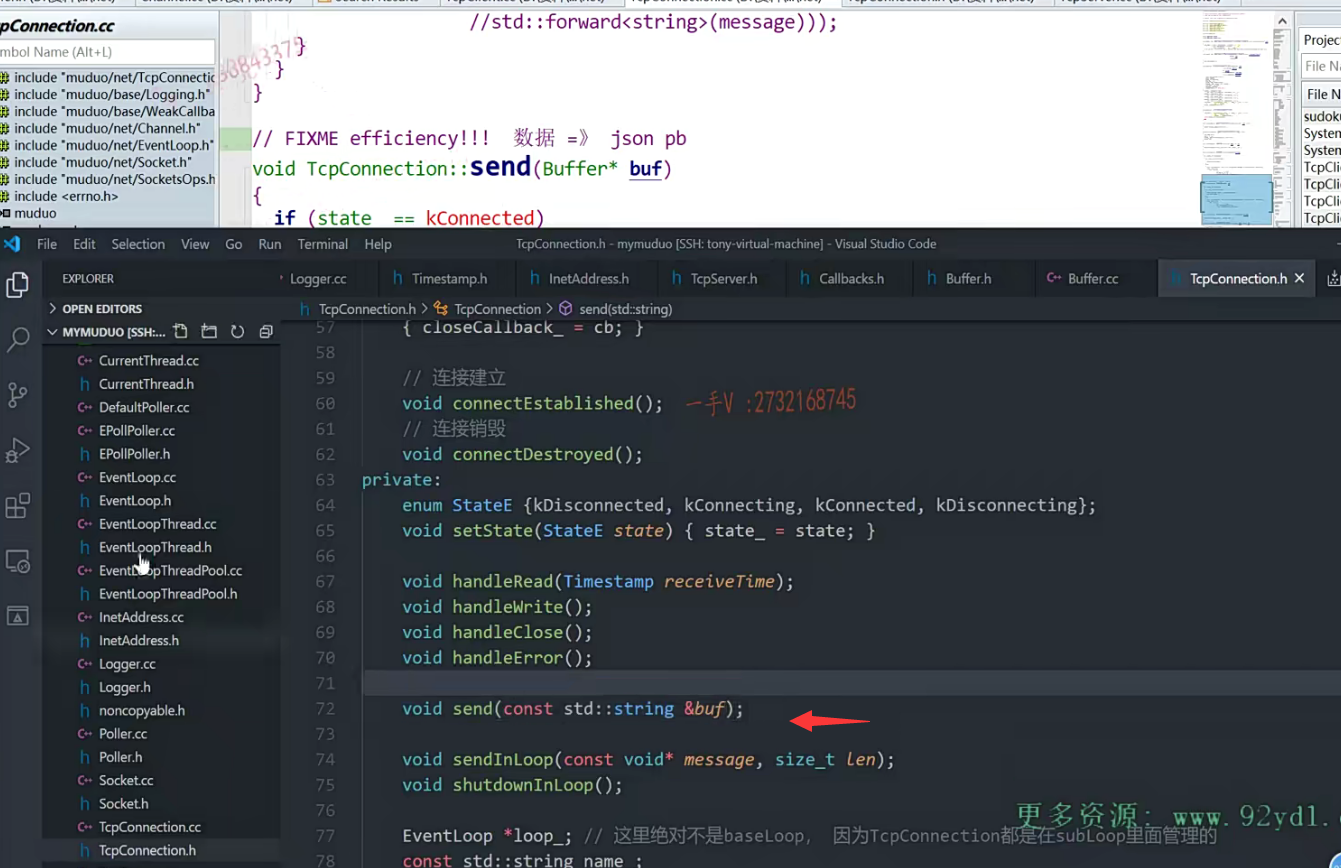 pConnection.cc
mbol Name (Alt+L)
include "muduo/net/TcpConnectio
include "muduo/base/Logging.h"
include "muduo/base/WeakCallba
include "muduo/net/Channel.h"
include "muduo/net/EventLoop.h"
include "muduo/net/Socket.h"
include "muduo/net/SocketsOps.h
include <errno.h>
muduo
//std::forward<string>(message)));
}
}
}
// FIXME efficiency!!! 数据 =》 json pb
void TcpConnection::send(Buffer* buf)
{
if (state_ == kConnected)
Projec
File Na
File N
sudoku
System
System
TcpClie
TcpClie
TcpClie
TcpClie
File Edit Selection View Go Run Terminal Help
TcpConnection.h - mymuduo [SSH: tony-virtual-machine] - Visual Studio Code
EXPLORER
Logger.cc
h Timestamp.h
h InetAddress.h
h TcpServer.h
h Callbacks.h
h Buffer.h
C++ Buffer.cc
h TcpConnection.h ×
OPEN EDITORS
MYMUDUO [SSH:...
C++ CurrentThread.cc
h CurrentThread.h
C++ DefaultPoller.cc
C++ EPollPoller.cc
h EPollPoller.h
C++ EventLoop.cc
h EventLoop.h
C++ EventLoopThread.cc
h EventLoopThread.h
C++ EventLoopThreadPool.cc
h EventLoopThreadPool.h
C++ InetAddress.cc
h InetAddress.h
C++ Logger.cc
h Logger.h
h noncopyable.h
C++ Poller.cc
h Poller.h
C++ Socket.cc
h Socket.h
C++ TcpConnection.cc
h TcpConnection.h
h TcpConnection.h > TcpConnection > send(std::string)
57 { closeCallback_ = cb; }
58
59 // 连接建立
60 void connectEstablished();
一手V :2732168745
61 // 连接销毁
62 void connectDestroyed();
63 private:
64 enum StateE {kDisconnected, kConnecting, kConnected, kDisconnecting};
65 void setState(StateE state) { state_ = state; }
66
67 void handleRead(Timestamp receiveTime);
68 void handleWrite();
69 void handleClose();
70 void handleError();
71
72 void send(const std::string &buf);
73
74 void sendInLoop(const void* message, size_t len);
75 void shutdownInLoop();
76
更多资源: www.92ydl.
77 EventLoop *loop_; // 这里绝对不是baseLoop, 因为TcpConnection都是在subLoop里面管理的
78 const std::string name_;